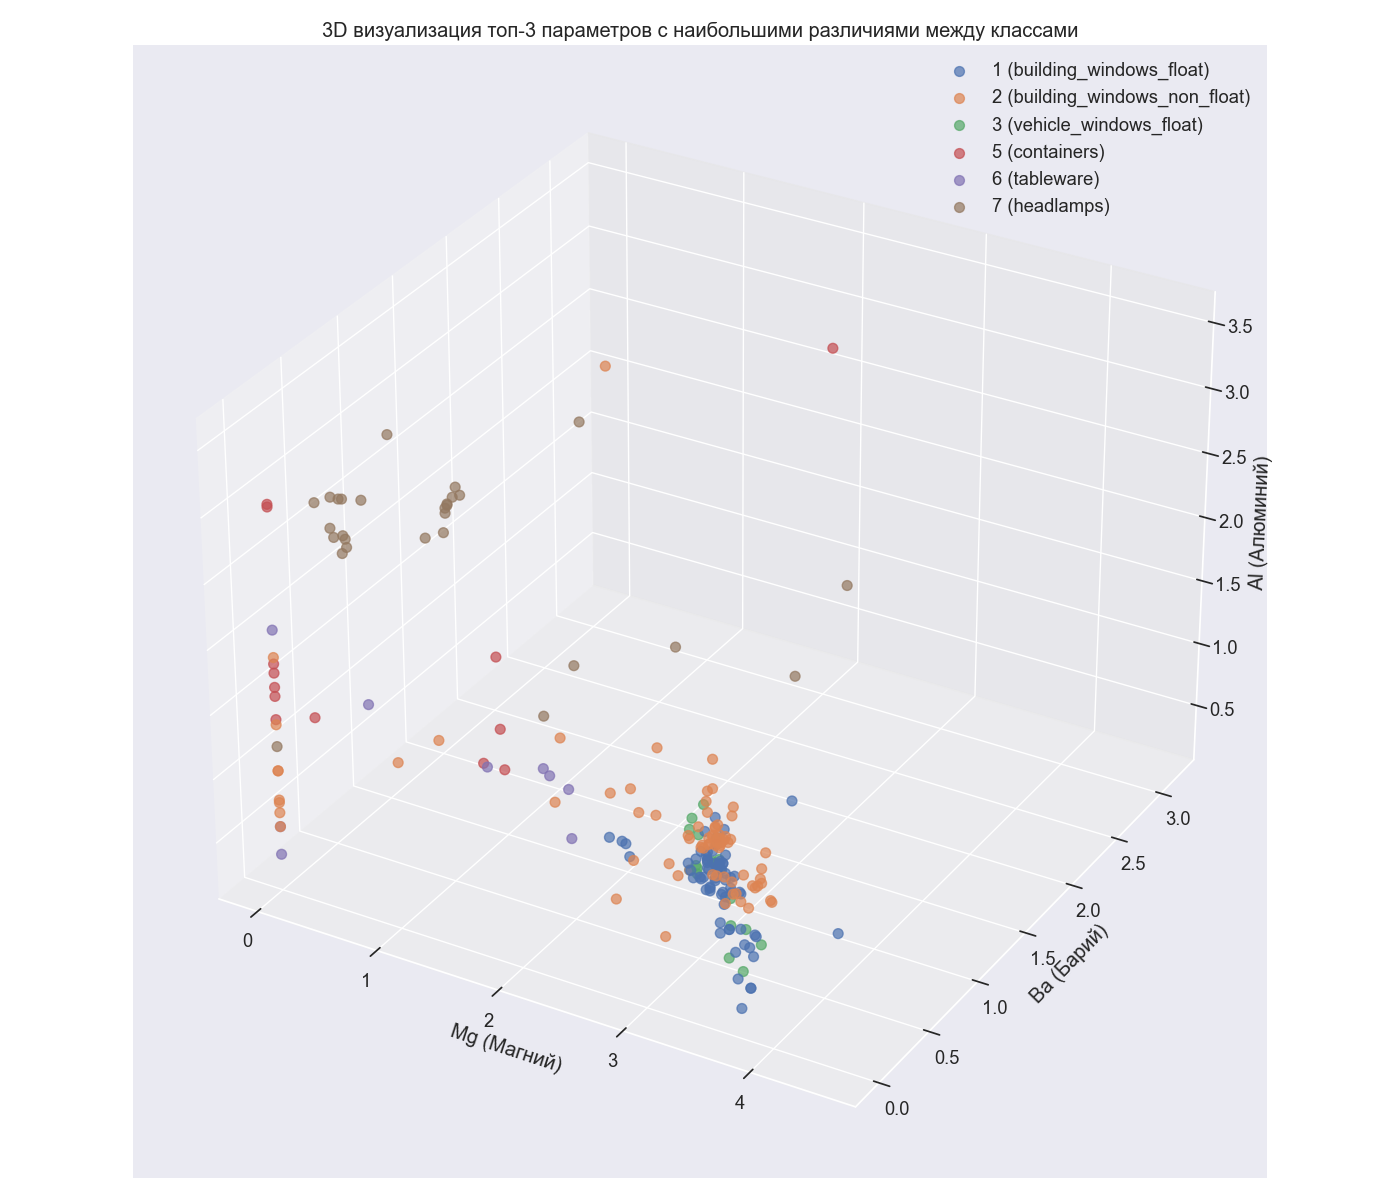 3D визуализация топ-3 параметров с наибольшими различиями между классами
1 (building_windows_float)
2 (building_windows_non_float)
3 (vehicle_windows_float)
5 (containers)
6 (tableware)
7 (headlamps)
3.5
3.0
2.5
2.0
1.5
1.0
0.5
Al (Алюминий)
3.0
2.5
2.0
1.5
1.0
0.5
0.0
Ba (Барий)
0
1
2
3
4
Mg (Магний)